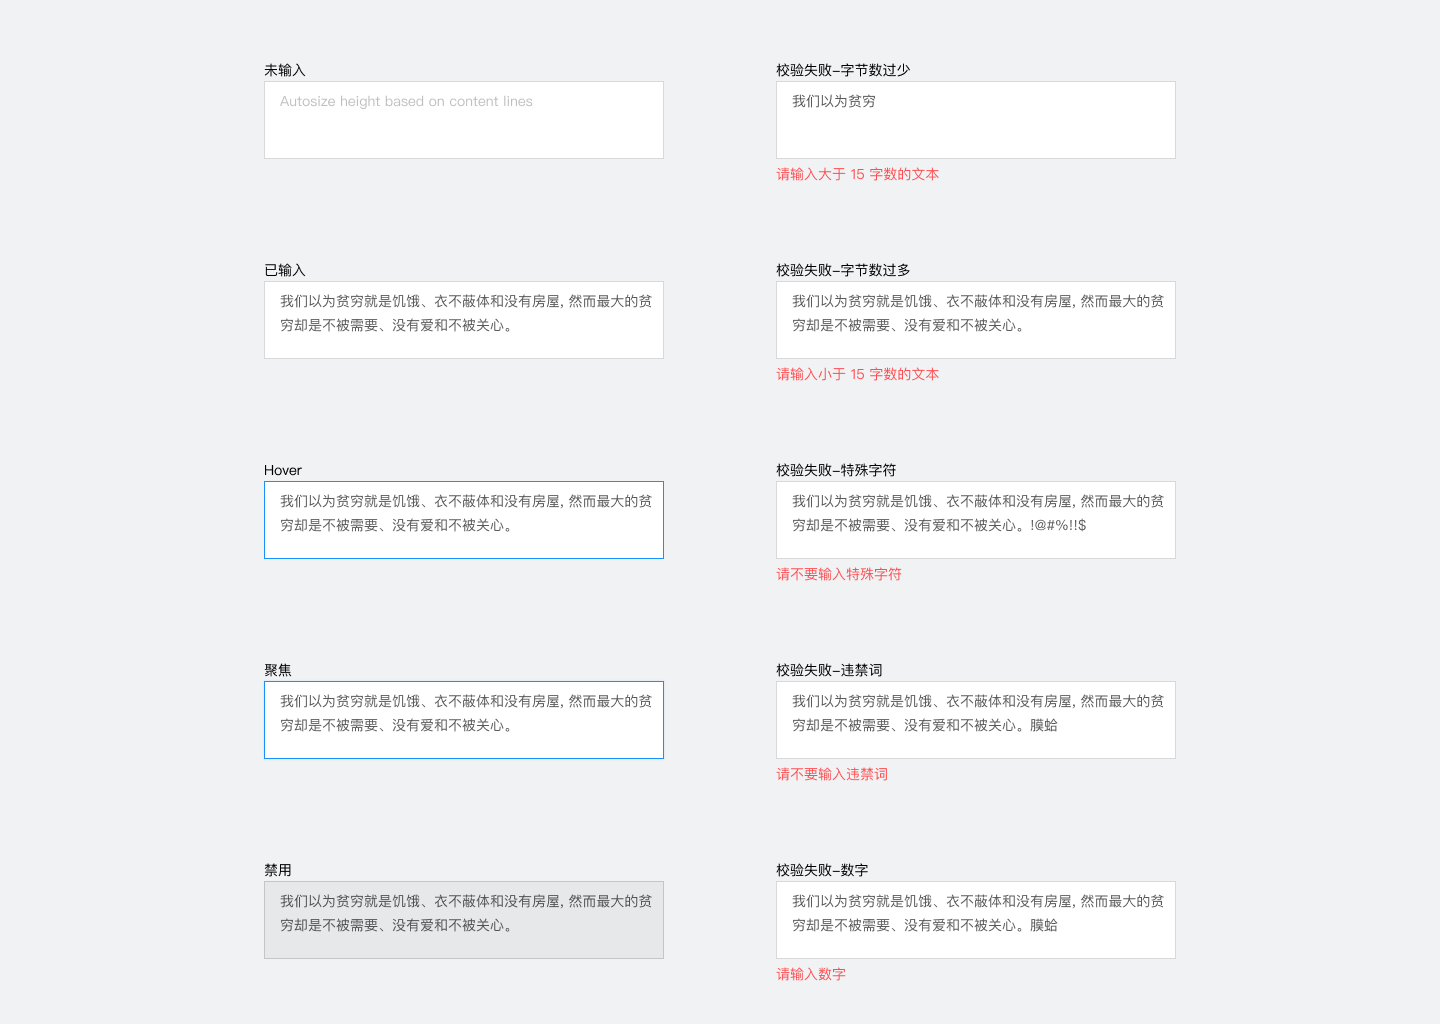 未输入
Autosize height based on content lines
已输入
我们以为贫穷就是饥饿、衣不蔽体和没有房屋, 然而最大的贫
穷却是不被需要、没有爱和不被关心。
Hover
我们以为贫穷就是饥饿、衣不蔽体和没有房屋, 然而最大的贫
穷却是不被需要、没有爱和不被关心。
聚焦
我们以为贫穷就是饥饿、衣不蔽体和没有房屋, 然而最大的贫
穷却是不被需要、没有爱和不被关心。
禁用
我们以为贫穷就是饥饿、衣不蔽体和没有房屋, 然而最大的贫
穷却是不被需要、没有爱和不被关心。
校验失败-字节数过少
我们以为贫穷
请输入大于 15 字数的文本
校验失败-字节数过多
我们以为贫穷就是饥饿、衣不蔽体和没有房屋, 然而最大的贫
穷却是不被需要、没有爱和不被关心。
请输入小于 15 字数的文本
校验失败-特殊字符
我们以为贫穷就是饥饿、衣不蔽体和没有房屋, 然而最大的贫
穷却是不被需要、没有爱和不被关心。!@#%!!$
请不要输入特殊字符
校验失败-违禁词
我们以为贫穷就是饥饿、衣不蔽体和没有房屋, 然而最大的贫
穷却是不被需要、没有爱和不被关心。膜蛤
请不要输入违禁词
校验失败-数字
我们以为贫穷就是饥饿、衣不蔽体和没有房屋, 然而最大的贫
穷却是不被需要、没有爱和不被关心。膜蛤
请输入数字